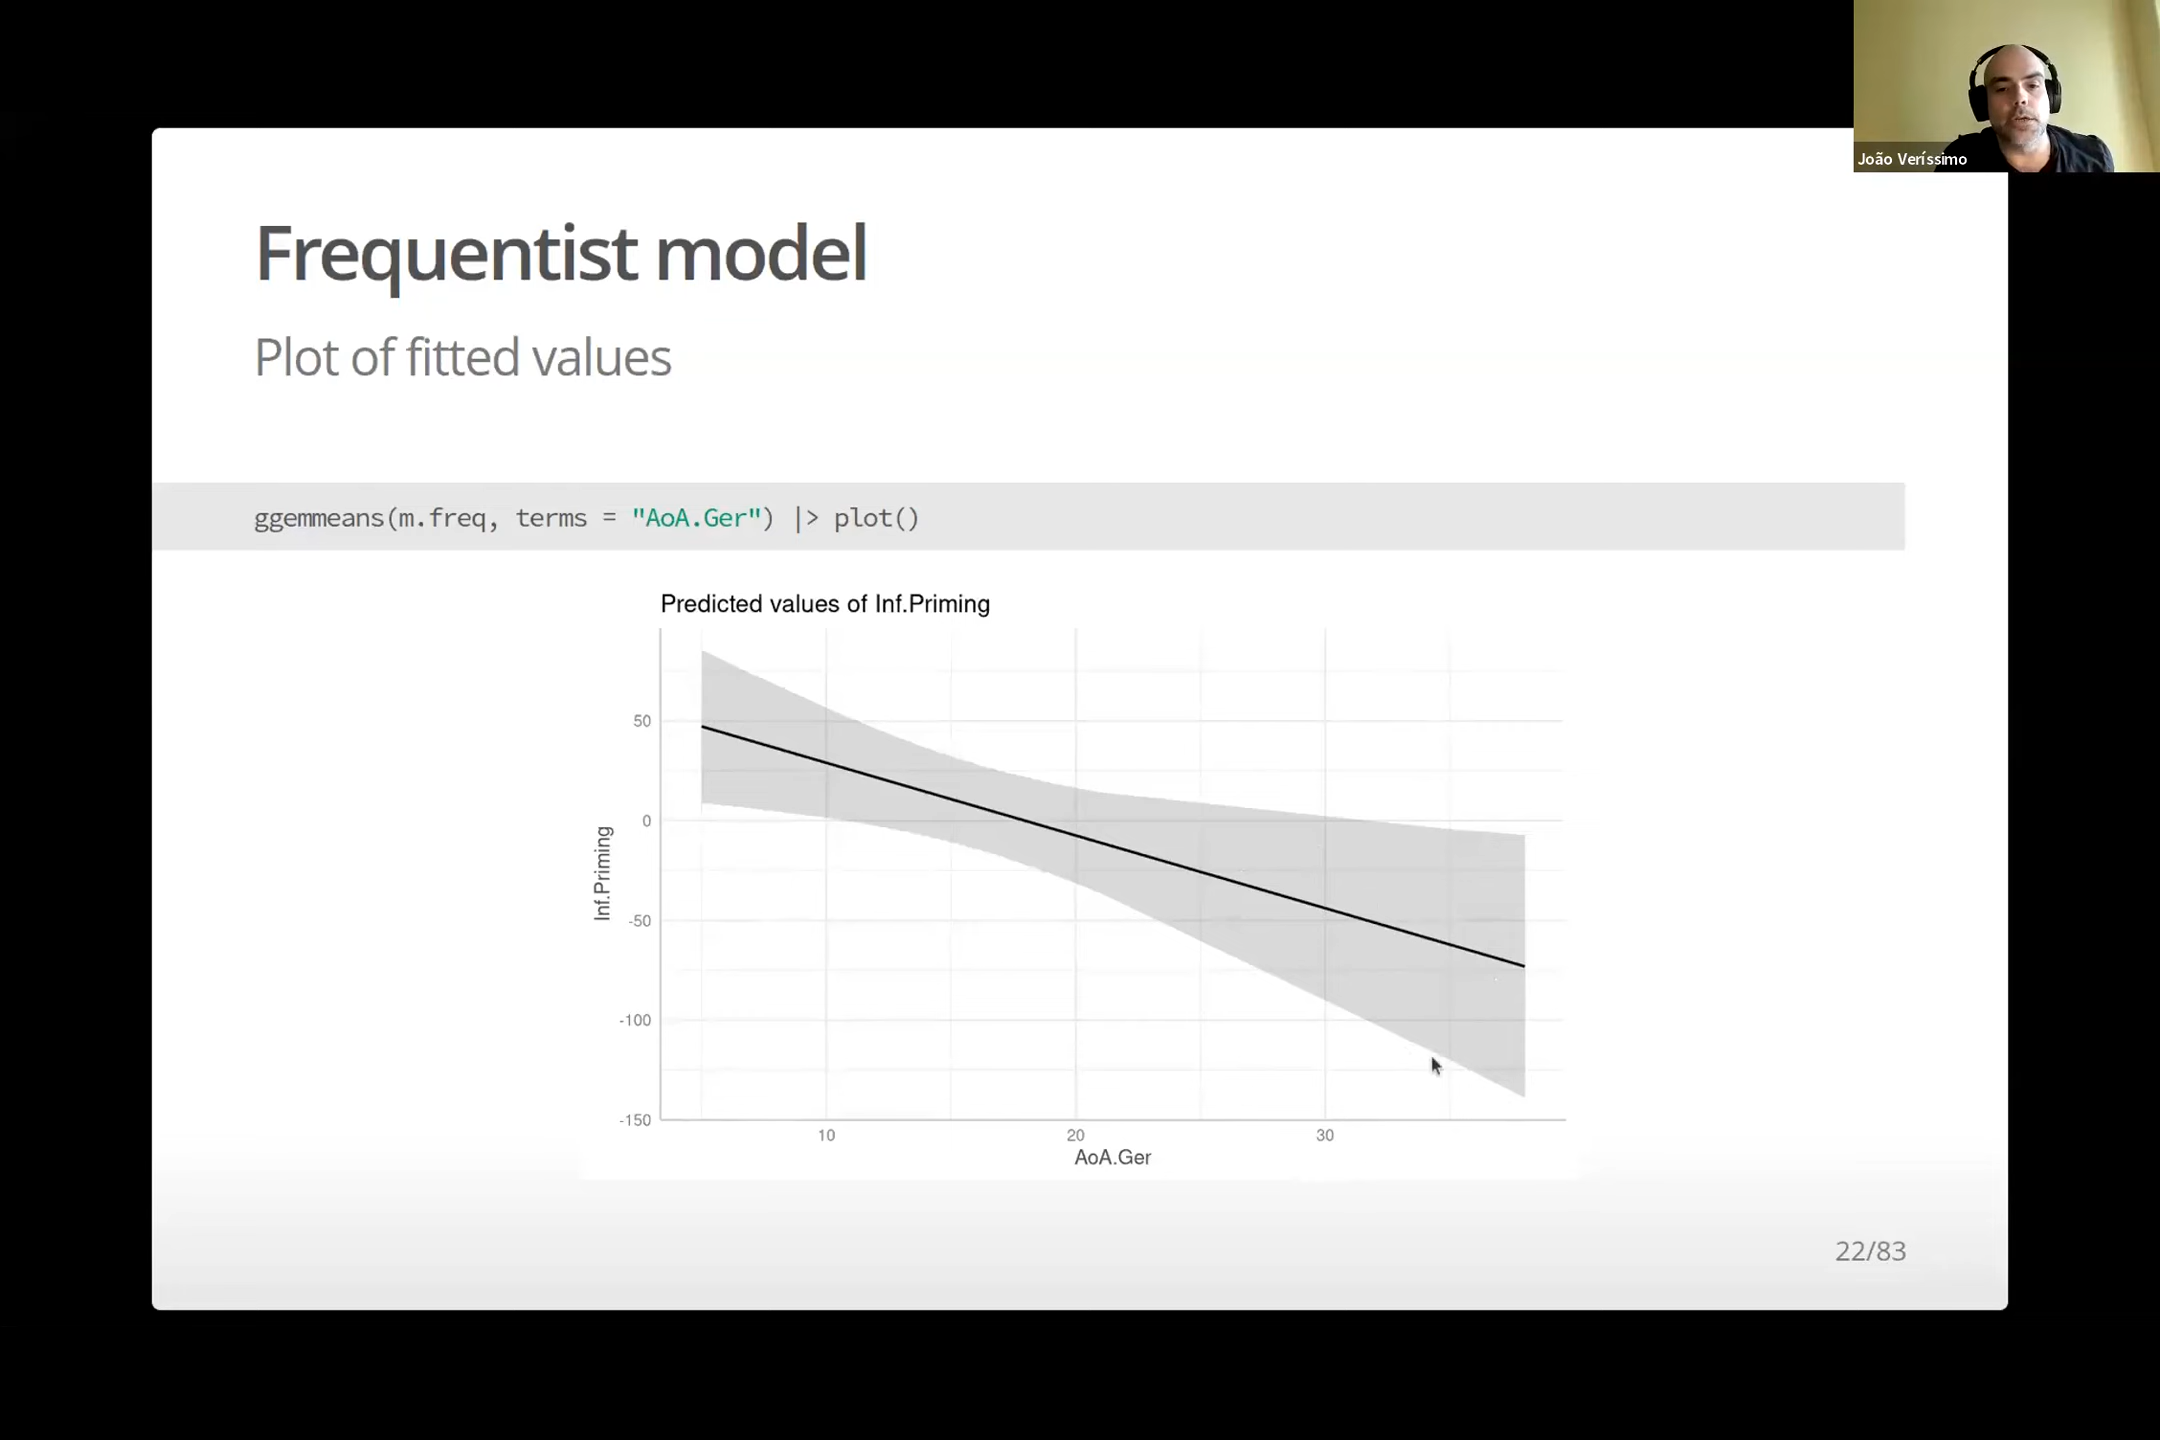 João Veríssimo
Frequentist model
Plot of fitted values
ggemmeans(m.freq, terms = "AoA.Ger") |> plot()
Predicted values of Inf.Priming
50
0
-50
-100
-150
Inf.Priming
10 20 30
AoA.Ger
22/83